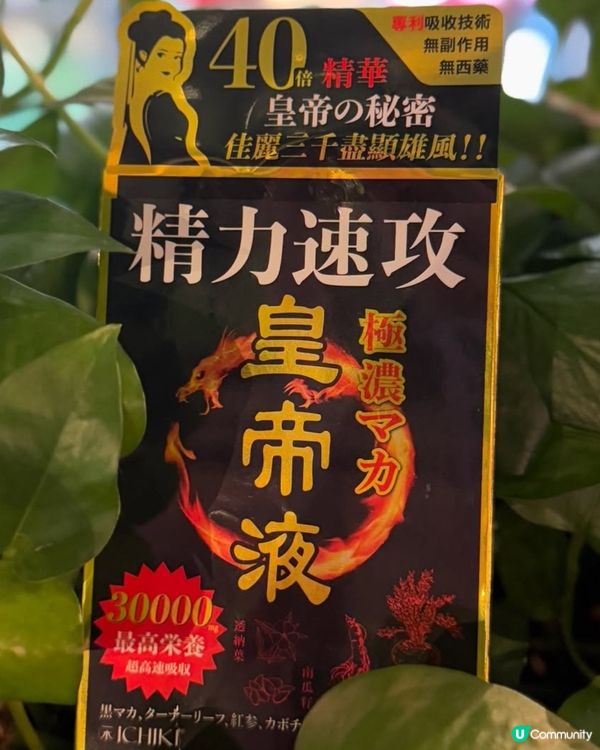 40倍精華
專利吸收技術
無副作用
無西藥
皇帝の秘密
佳麗三千盡顯雄風!!
精力速攻
皇帝液
極濃マカ
30000mg
最高栄養
超高速吸収
透納葉
南瓜籽
黒マカ、ターナーリーフ、紅参、カボチ
ICHIKI
U Community